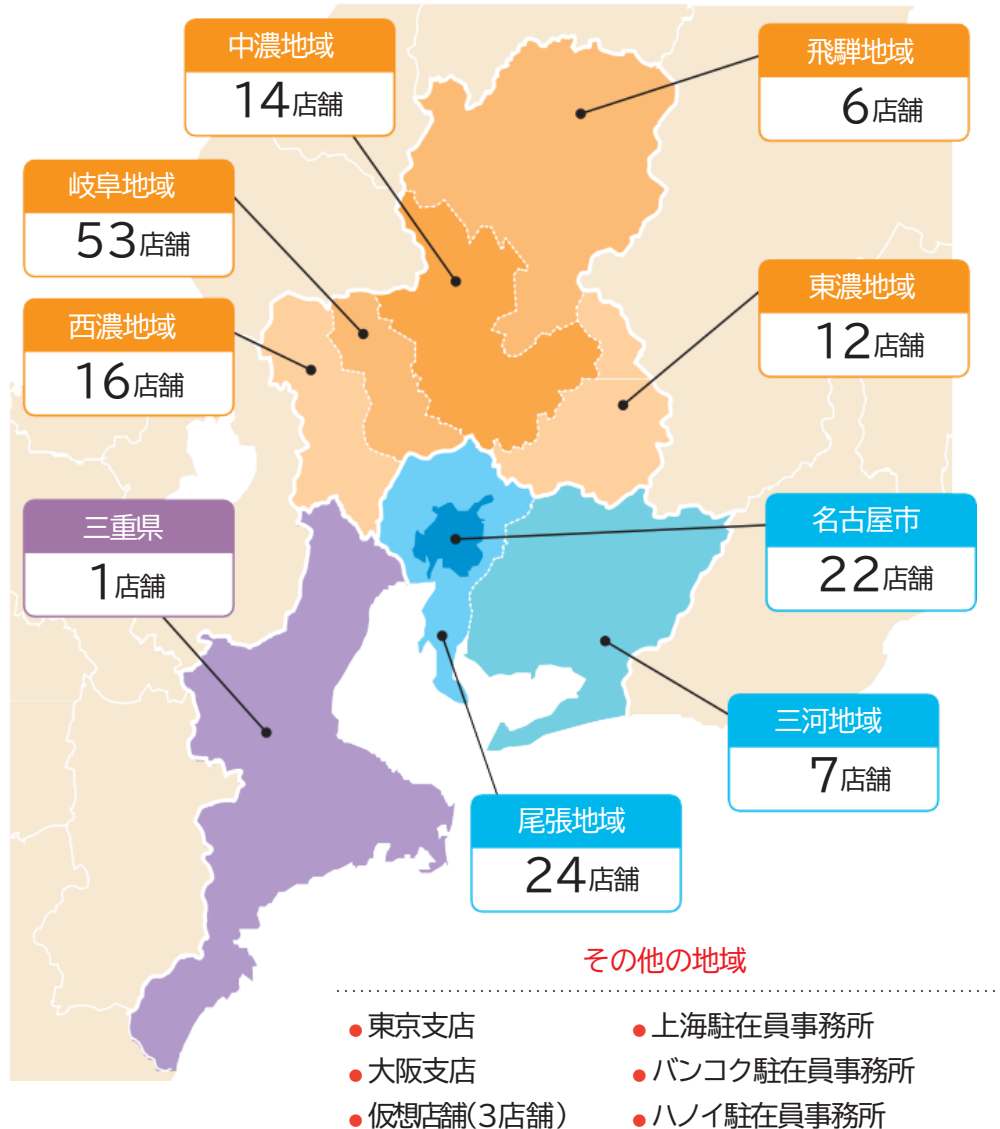 中濃地域
14店舗
飛騨地域
6店舗
岐阜地域
53店舗
西濃地域
16店舗
東濃地域
12店舗
三重県
1店舗
名古屋市
22店舗
三河地域
7店舗
尾張地域
24店舗
その他の地域
●東京支店
●大阪支店
●仮想店舗(3店舗)
●上海駐在員事務所
●バンコク駐在員事務所
●ハノイ駐在員事務所